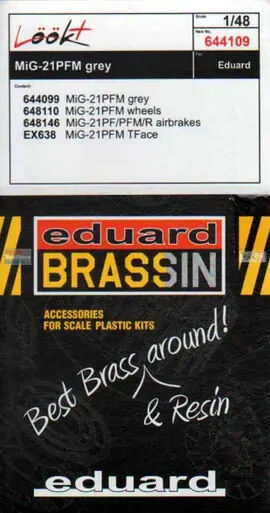 Löökt
Scale 1/48
Item No. 644109
MiG-21PFM grey
For Eduard
Content:
644099 MiG-21PFM grey
648110 MiG-21PFM wheels
648146 MiG-21PF/PFM/R airbrakes
EX638 MiG-21PFM TFace
eduard
BRASSIN
ACCESSORIES
FOR SCALE PLASTIC KITS
Best Brass around!
& Resin
eduard